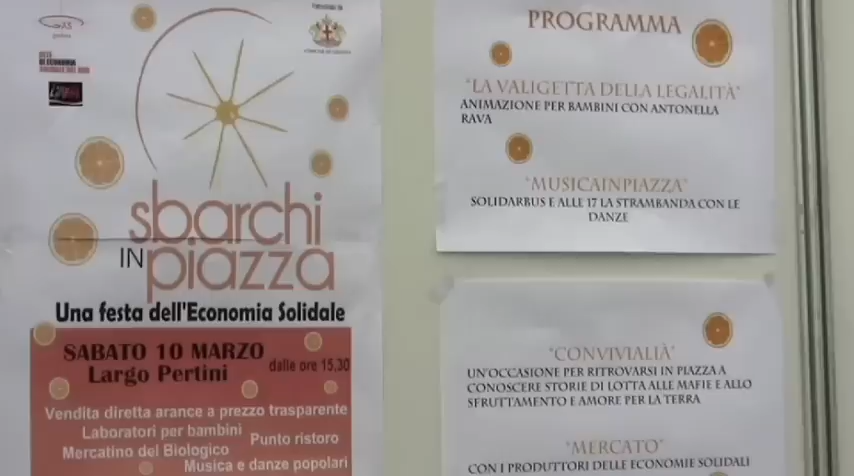 sbarchi
IN piazza
Una festa dell'Economia Solidale
SABATO 10 MARZO
dalle ore 15,30
Largo Pertini
Vendita diretta arance a prezzo trasparente
Laboratori per bambini
Punto ristoro
Mercatino del Biologico
Musica e danze popolari
PROGRAMMA
"LA VALIGETTA DELLA LEGALITÀ"
ANIMAZIONE PER BAMBINI CON ANTONELLA
RAVA
"MUSICAINPIAZZA"
SOLIDARBUS E ALLE 17 LA STRAMBANDA CON LE
DANZE
"CONVIVIALIÀ"
UN'OCCASIONE PER RITROVARSI IN PIAZZA A
CONOSCERE STORIE DI LOTTA ALLE MAFIE E ALLO
SFRUTTAMENTO E AMORE PER LA TERRA
"MERCATO"
CON I PRODUTTORI DELLE ECONOMIE SOLIDALI